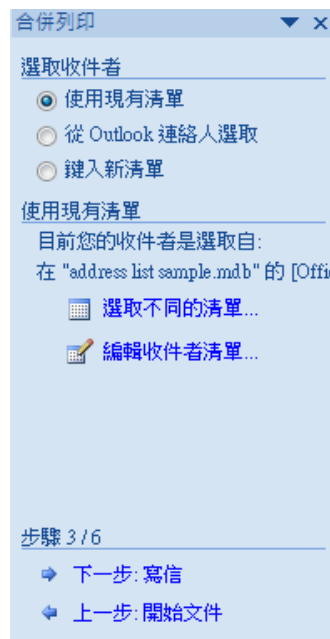 合併列印
選取收件者
使用現有清單
從 Outlook 連絡人選取
鍵入新清單
使用現有清單
目前您的收件者是選取自:
在 "address list sample.mdb" 的 [Offi
選取不同的清單...
編輯收件者清單...
步驟 3 / 6
下一步: 寫信
上一步: 開始文件